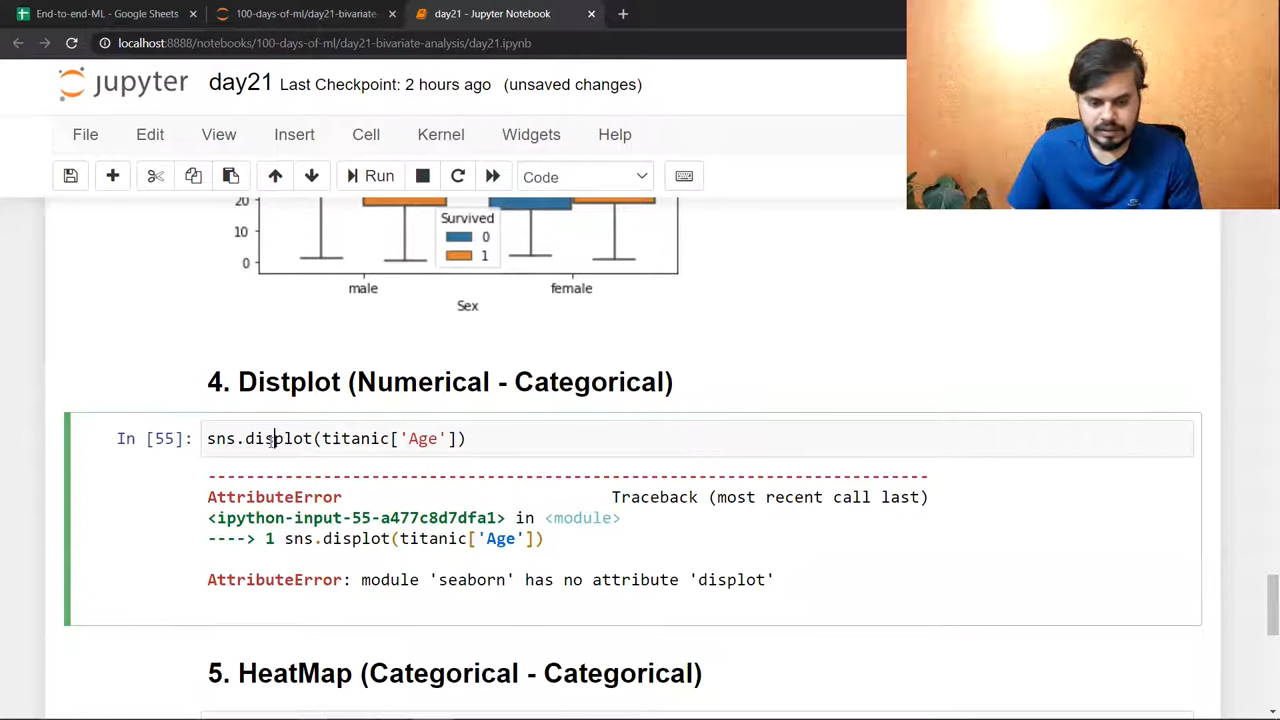 End-to-end-ML - Google Sheets
100-days-of-ml/day21-bivariate
day21 - Jupyter Notebook
localhost:8888/notebooks/100-days-of-ml/day21-bivariate-analysis/day21.ipynb
jupyter day21 Last Checkpoint: 2 hours ago (unsaved changes)
File Edit View Insert Cell Kernel Widgets Help
Run Code
20
10
0
Survived
0
1
male female
Sex
4. Distplot (Numerical - Categorical)
In [55]: sns.displot(titanic['Age'])
---------------------------------------------------------------------------
AttributeError Traceback (most recent call last)
<ipython-input-55-a477c8d7dfa1> in <module>
----> 1 sns.displot(titanic['Age'])
AttributeError: module 'seaborn' has no attribute 'displot'
5. HeatMap (Categorical - Categorical)